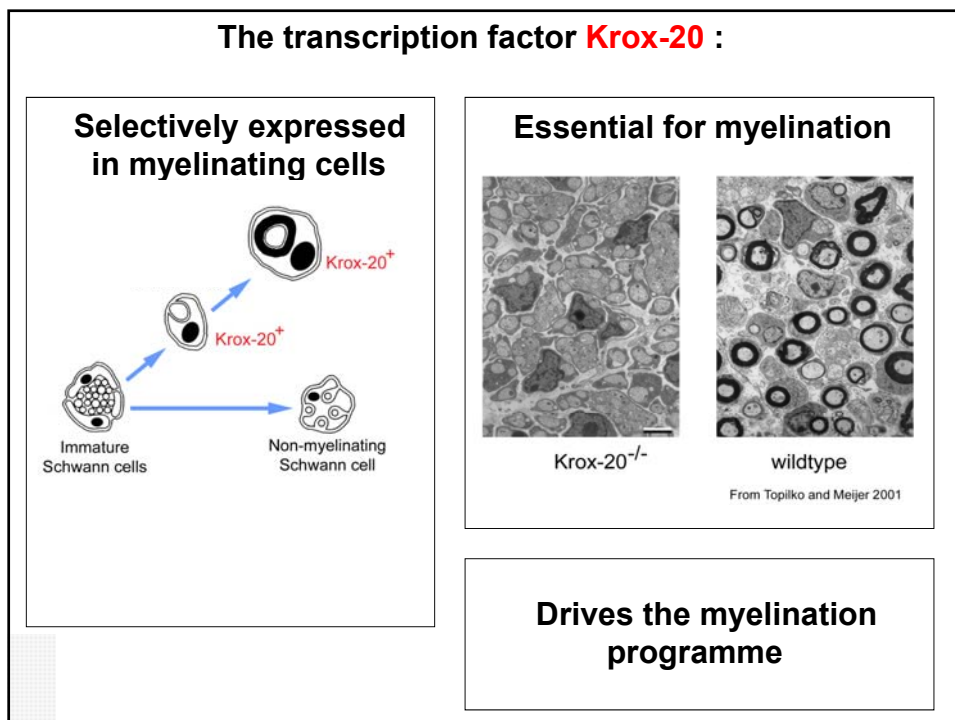 The transcription factor Krox-20 :
Selectively expressed
in myelinating cells
Krox-20+
Krox-20+
Immature
Schwann cells
Non-myelinating
Schwann cell
Essential for myelination
Krox-20-/-
wildtype
From Topilko and Meijer 2001
Drives the myelination
programme